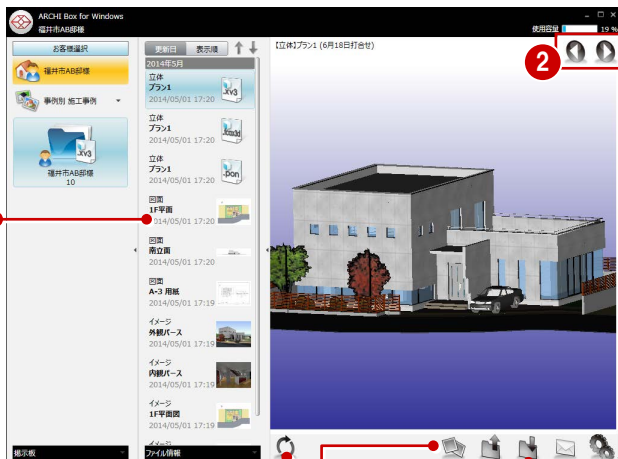 ARCHI Box for Windows
福井市AB邸様
使用容量 19 %
お客様選択
福井市AB邸様
事例別 施工事例
.xv3
福井市AB邸様
10
掲示板
更新日 表示順
2014年5月
立体
プラン1
2014/05/01 17:20
.xv3
立体
プラン1
2014/05/01 17:20
立体
プラン1
2014/05/01 17:20
.pon
図面
1F平面
2014/05/01 17:20
図面
南立面
2014/05/01 17:20
図面
A-3 用紙
2014/05/01 17:19
イメージ
外観パース
2014/05/01 17:19
イメージ
内観パース
2014/05/01 17:19
イメージ
1F平面図
2014/05/01 17:19
イメージ
ファイル情報
【立体】プラン1 (6月18日打合せ)
2